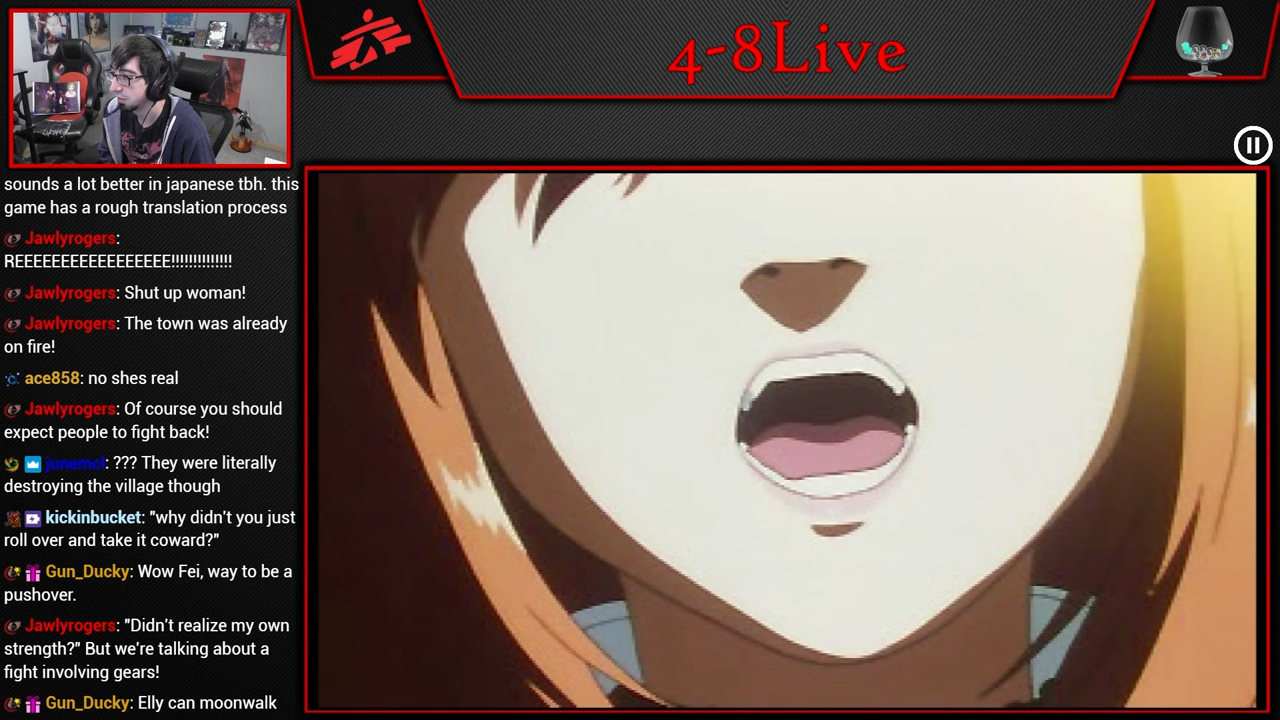 4-8Live
sounds a lot better in japanese tbh. this
game has a rough translation process
Jawlyrogers:
REEEEEEEEEEEEEEEEE!!!!!!!!!!!!!!
Jawlyrogers: Shut up woman!
Jawlyrogers: The town was already
on fire!
ace858: no shes real
Jawlyrogers: Of course you should
expect people to fight back!
junemcf: ??? They were literally
destroying the village though
kickinbucket: "why didn't you just
roll over and take it coward?"
Gun_Ducky: Wow Fei, way to be a
pushover.
Jawlyrogers: "Didn't realize my own
strength?" But we're talking about a
fight involving gears!
Gun_Ducky: Elly can moonwalk